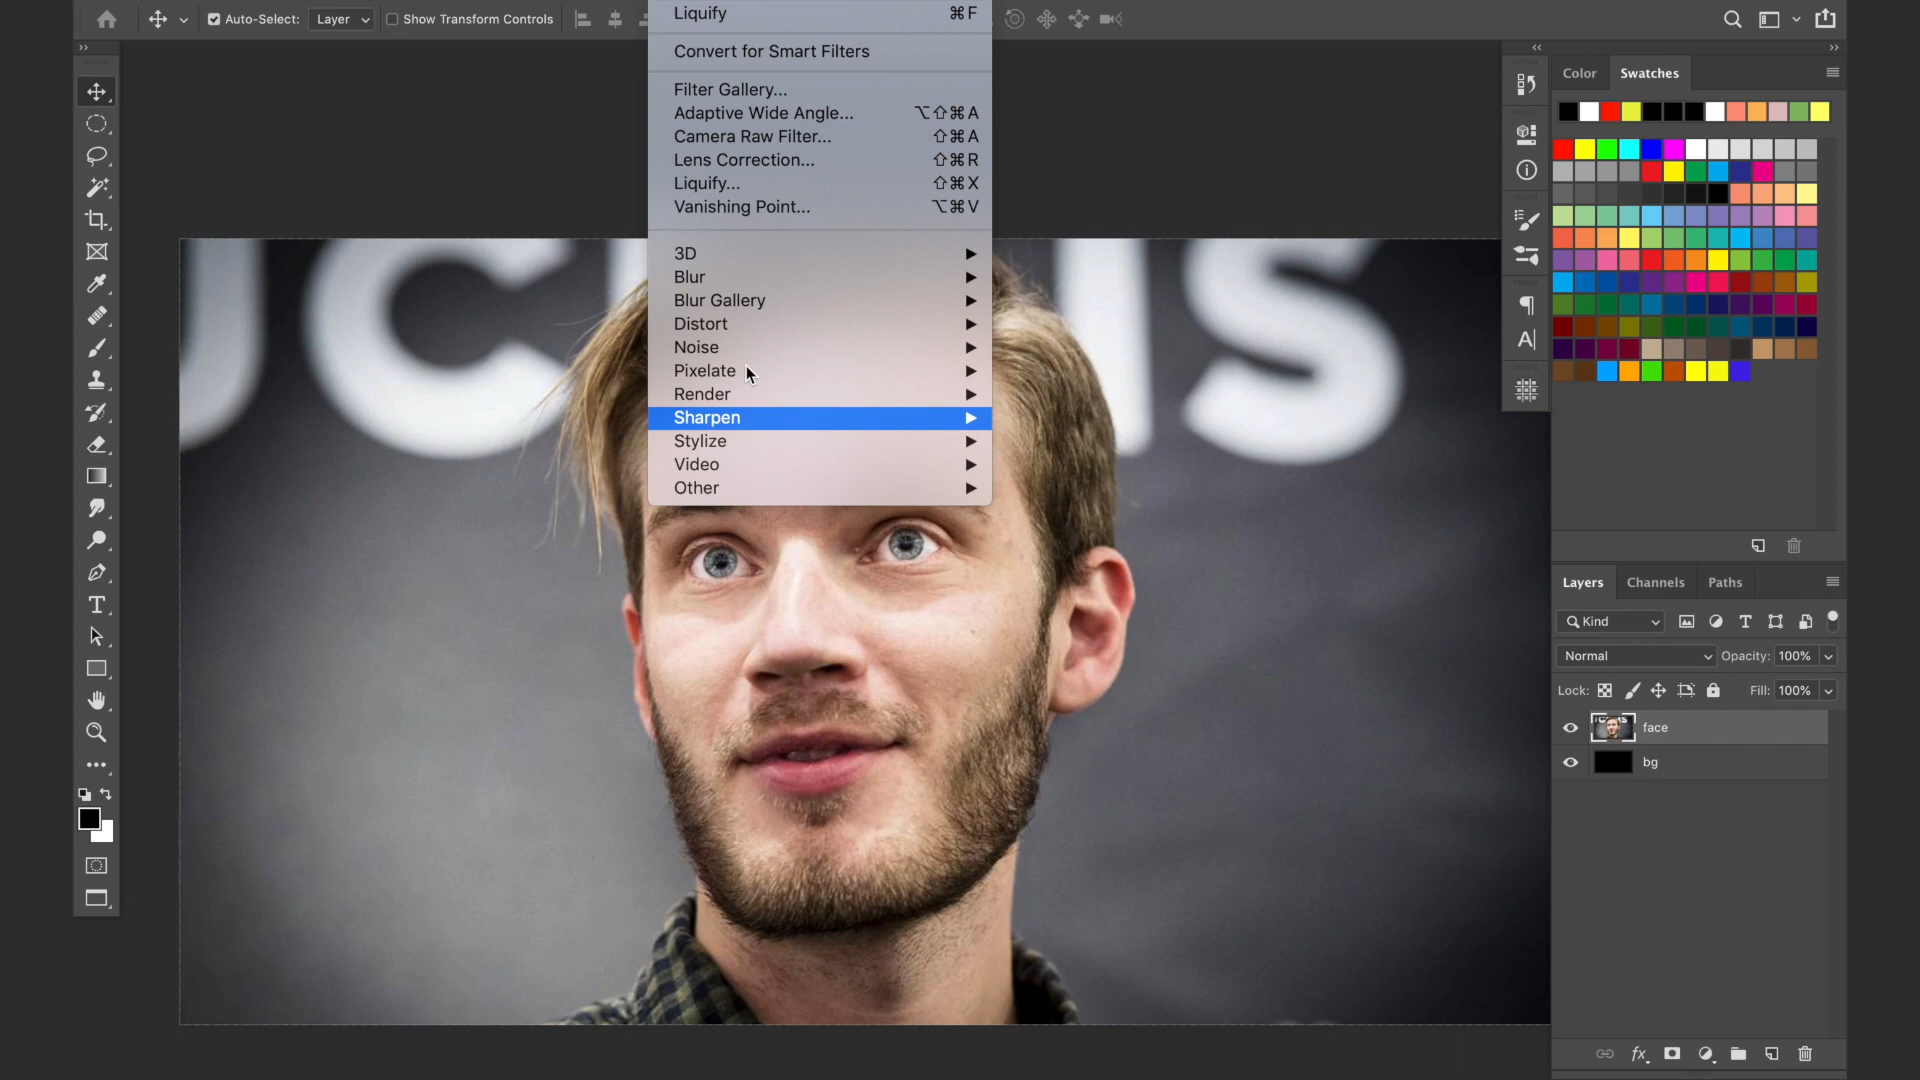 Auto-Select:
Layer
Show Transform Controls
Liquify ⌘F
Convert for Smart Filters
Filter Gallery...
Adaptive Wide Angle... ⌥⇧⌘A
Camera Raw Filter... ⇧⌘A
Lens Correction... ⇧⌘R
Liquify... ⇧⌘X
Vanishing Point... ⌥⌘V
3D
Blur
Blur Gallery
Distort
Noise
Pixelate
Render
Sharpen
Stylize
Video
Other
Color Swatches
Layers Channels Paths
Kind
Normal Opacity: 100%
Lock: Fill: 100%
face
bg